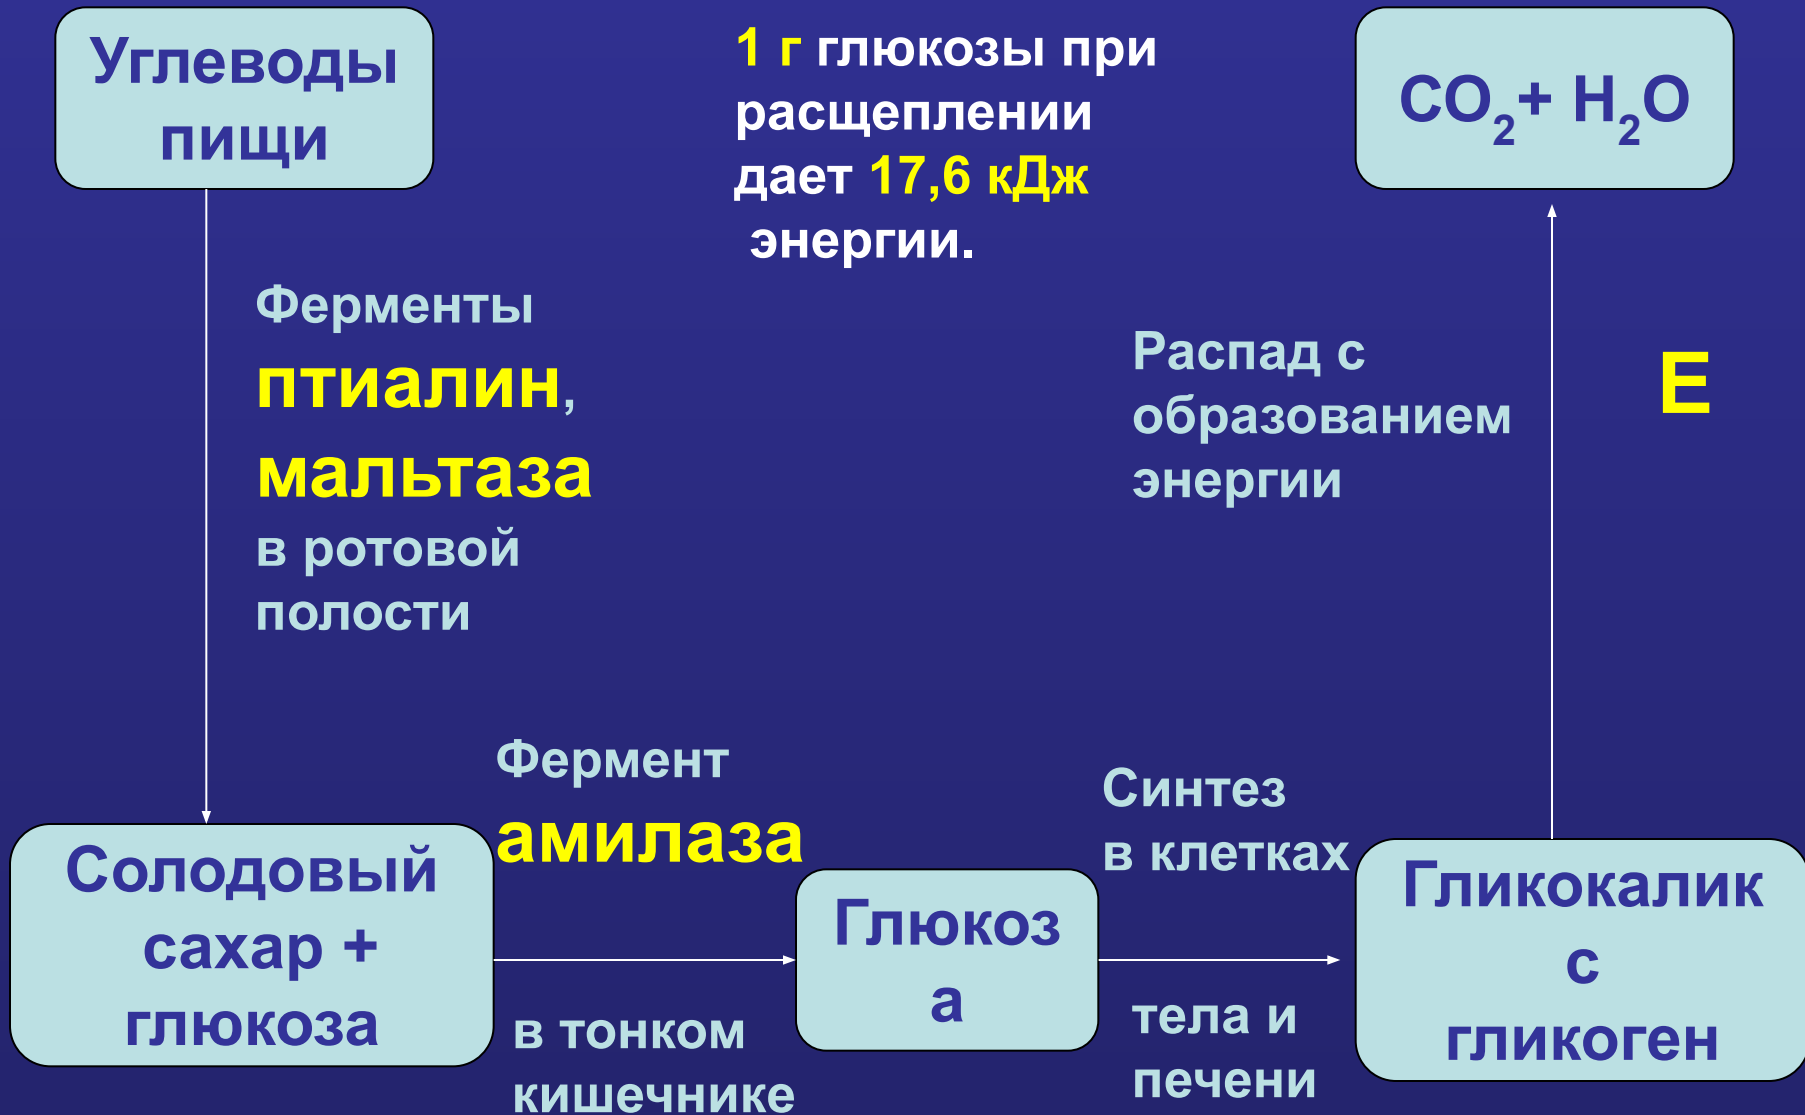 Углеводы
пищи
1 г глюкозы при
расщеплении
дает 17,6 кДж
энергии.
CO₂+ H₂O
Ферменты
птиалин,
мальтаза
в ротовой
полости
Распад с
образованием
энергии
Е
Фермент
амилаза
Синтез
в клетках
Солодовый
сахар +
глюкоза
Глюкоз
а
Гликокалик
с
гликоген
в тонком
кишечнике
тела и
печени